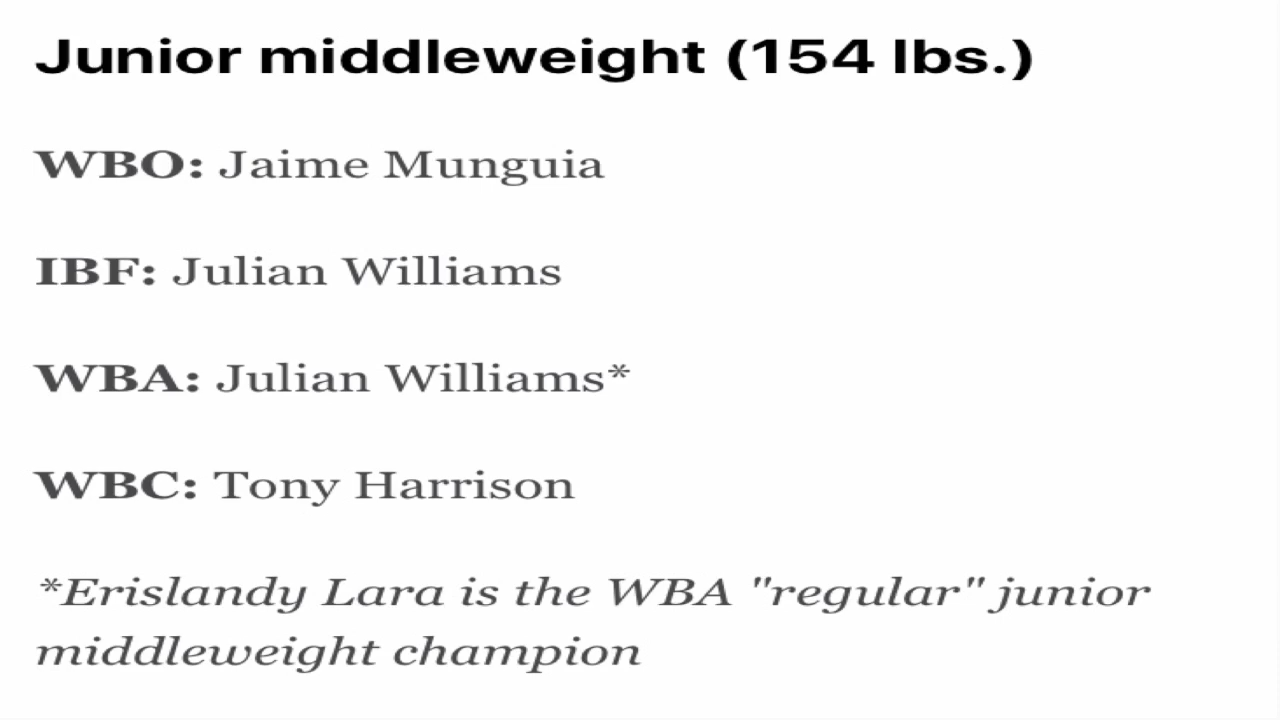 Junior middleweight (154 lbs.)
WBO: Jaime Munguia
IBF: Julian Williams
WBA: Julian Williams*
WBC: Tony Harrison
*Erislandy Lara is the WBA "regular" junior
middleweight champion